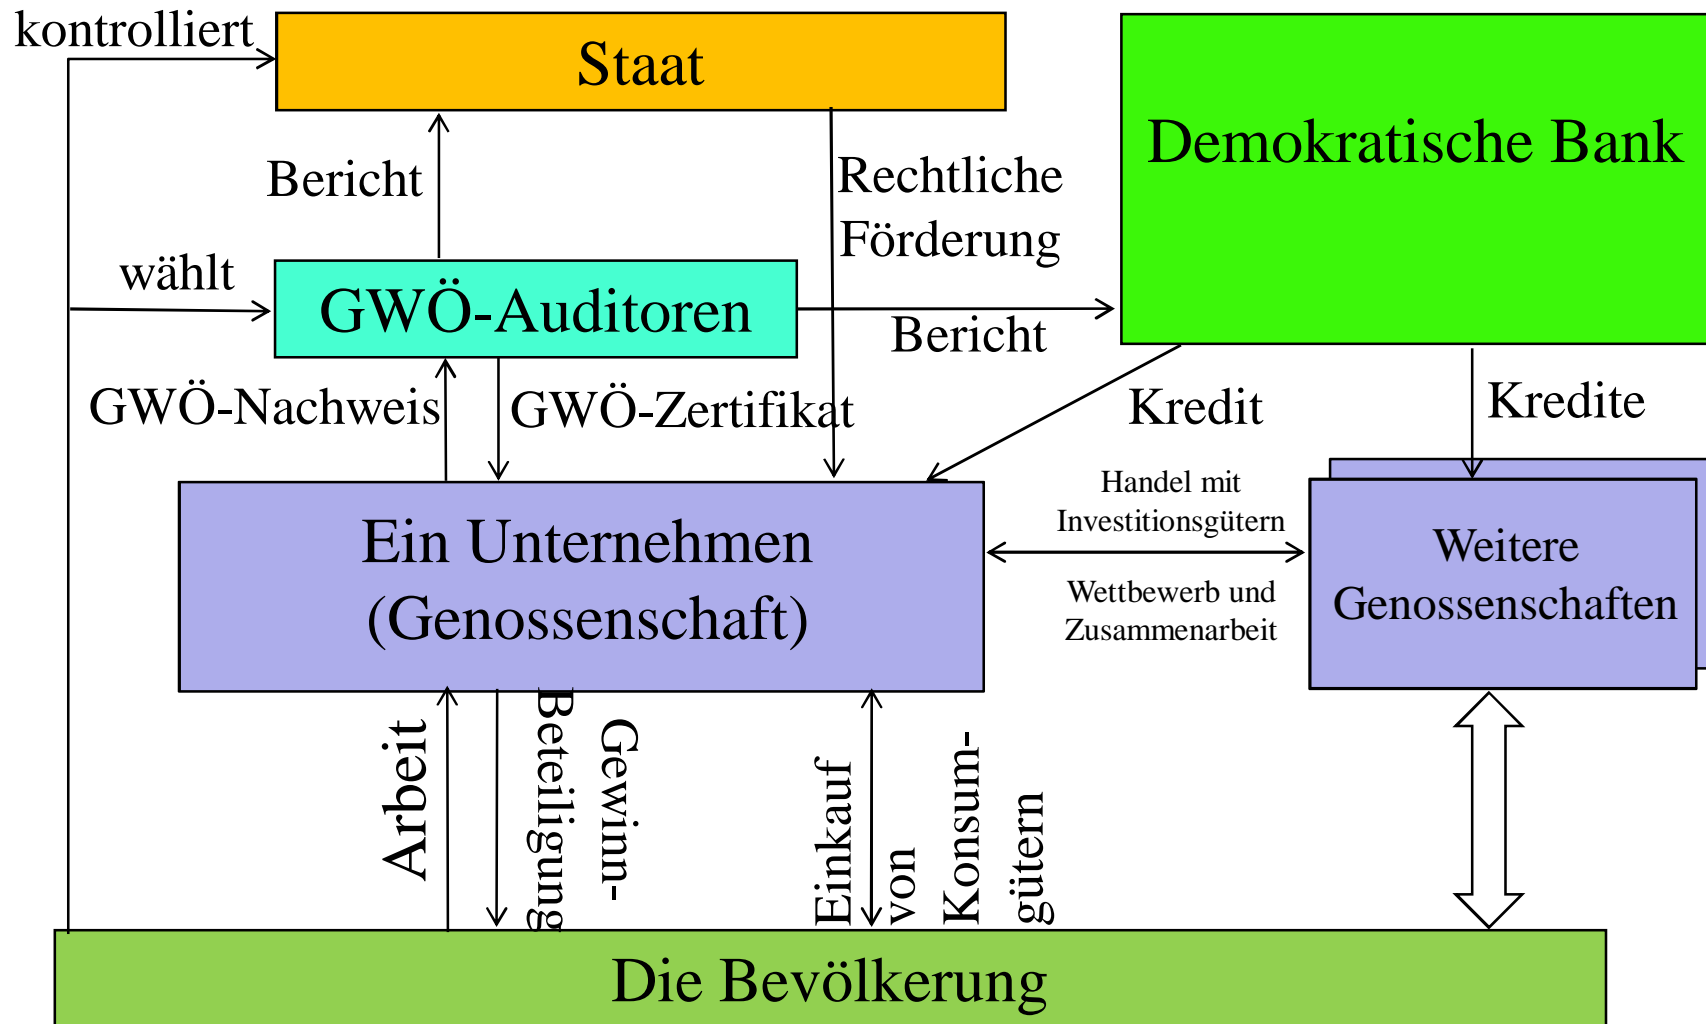 kontrolliert
Staat
Demokratische Bank
Bericht
Rechtliche
Förderung
wählt
GWÖ-Auditoren
Bericht
GWÖ-Nachweis
GWÖ-Zertifikat
Kredit
Kredite
Ein Unternehmen
(Genossenschaft)
Handel mit
Investitionsgütern
Wettbewerb und
Zusammenarbeit
Weitere
Genossenschaften
Arbeit
Gewinn-
Beteiligung
Einkauf
von
Konsum-
gütern
Die Bevölkerung